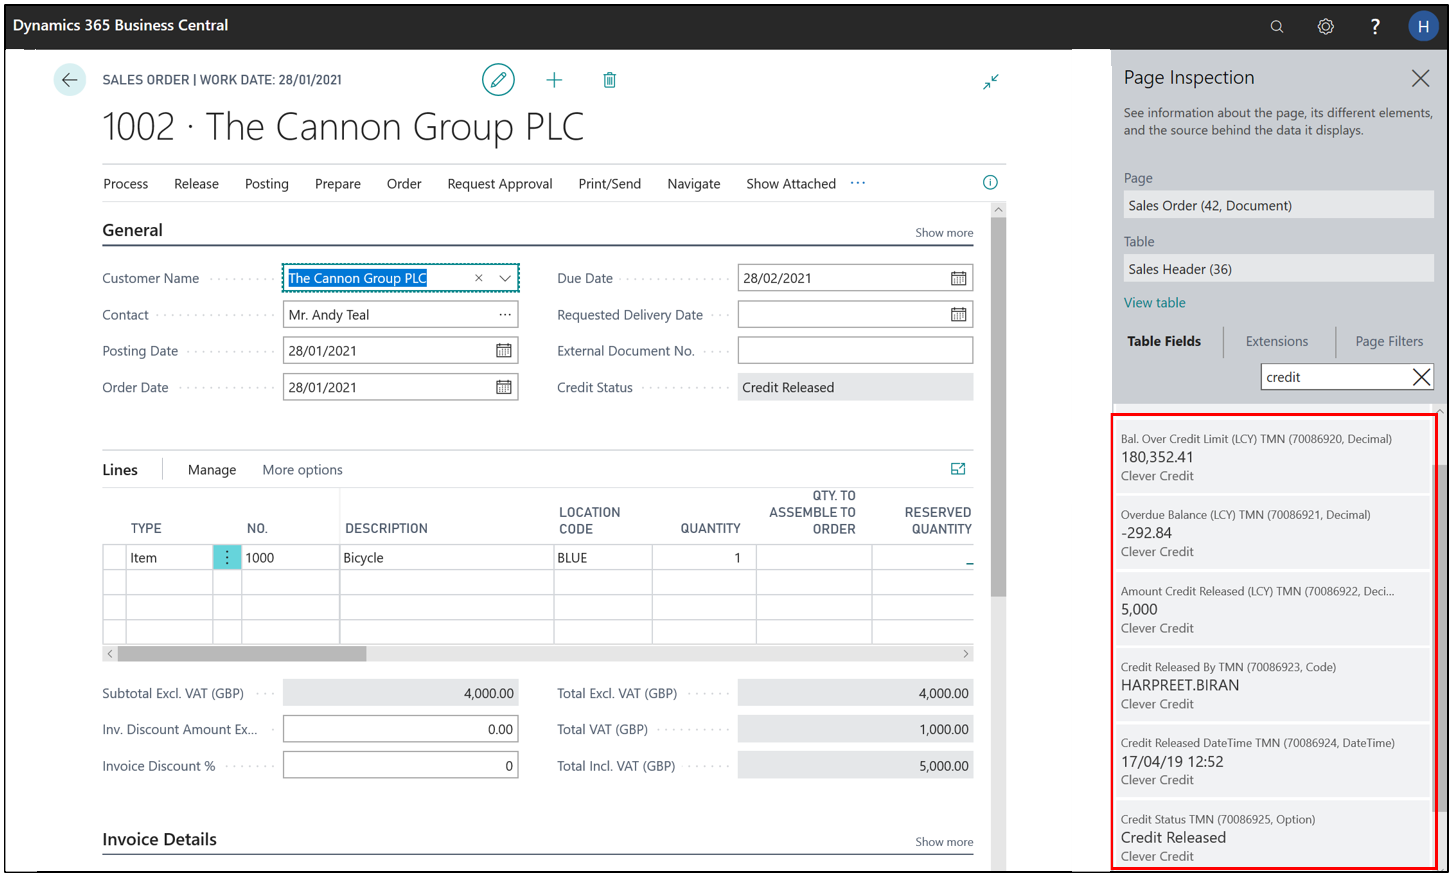 Dynamics 365 Business Central
?
H
SALES ORDER | WORK DATE: 28/01/2021
1002 · The Cannon Group PLC
Process Release Posting Prepare Order Request Approval Print/Send Navigate Show Attached ···
General
Show more
Customer Name The Cannon Group PLC
Contact Mr. Andy Teal ···
Posting Date 28/01/2021
Order Date 28/01/2021
Due Date 28/02/2021
Requested Delivery Date
External Document No.
Credit Status Credit Released
Lines Manage More options
TYPE NO. DESCRIPTION LOCATION CODE QUANTITY QTY. TO ASSEMBLE TO ORDER RESERVED QUANTITY
Item 1000 Bicycle BLUE 1 _
Subtotal Excl. VAT (GBP) 4,000.00
Inv. Discount Amount Ex... 0.00
Invoice Discount % 0
Total Excl. VAT (GBP) 4,000.00
Total VAT (GBP) 1,000.00
Total Incl. VAT (GBP) 5,000.00
Invoice Details
Show more
Page Inspection
See information about the page, its different elements,
and the source behind the data it displays.
Page
Sales Order (42, Document)
Table
Sales Header (36)
View table
Table Fields Extensions Page Filters
credit
Bal. Over Credit Limit (LCY) TMN (70086920, Decimal)
180,352.41
Clever Credit
Overdue Balance (LCY) TMN (70086921, Decimal)
-292.84
Clever Credit
Amount Credit Released (LCY) TMN (70086922, Deci...
5,000
Clever Credit
Credit Released By TMN (70086923, Code)
HARPREET.BIRAN
Clever Credit
Credit Released DateTime TMN (70086924, DateTime)
17/04/19 12:52
Clever Credit
Credit Status TMN (70086925, Option)
Credit Released
Clever Credit